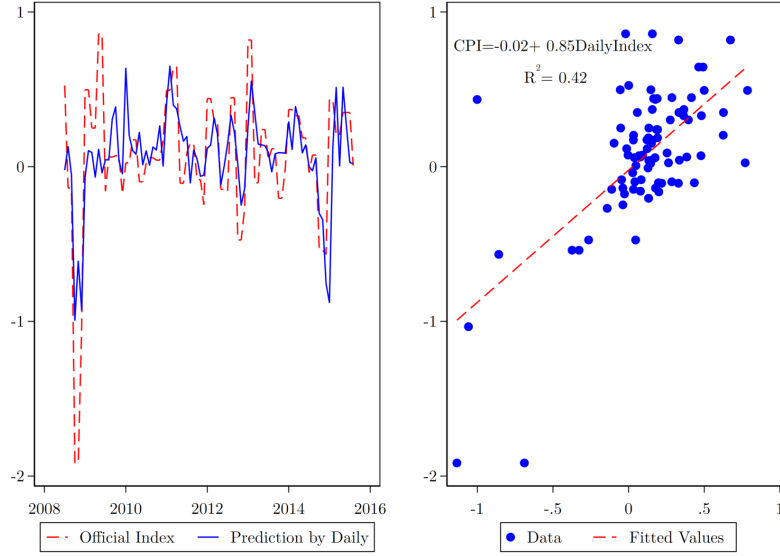 1
0
-1
-2
2008 2010 2012 2014 2016
Official Index Prediction by Daily
CPI=-0.02+ 0.85DailyIndex
R²= 0.42
1
0
-1
-2
-1 -.5 0 .5 1
Data Fitted Values